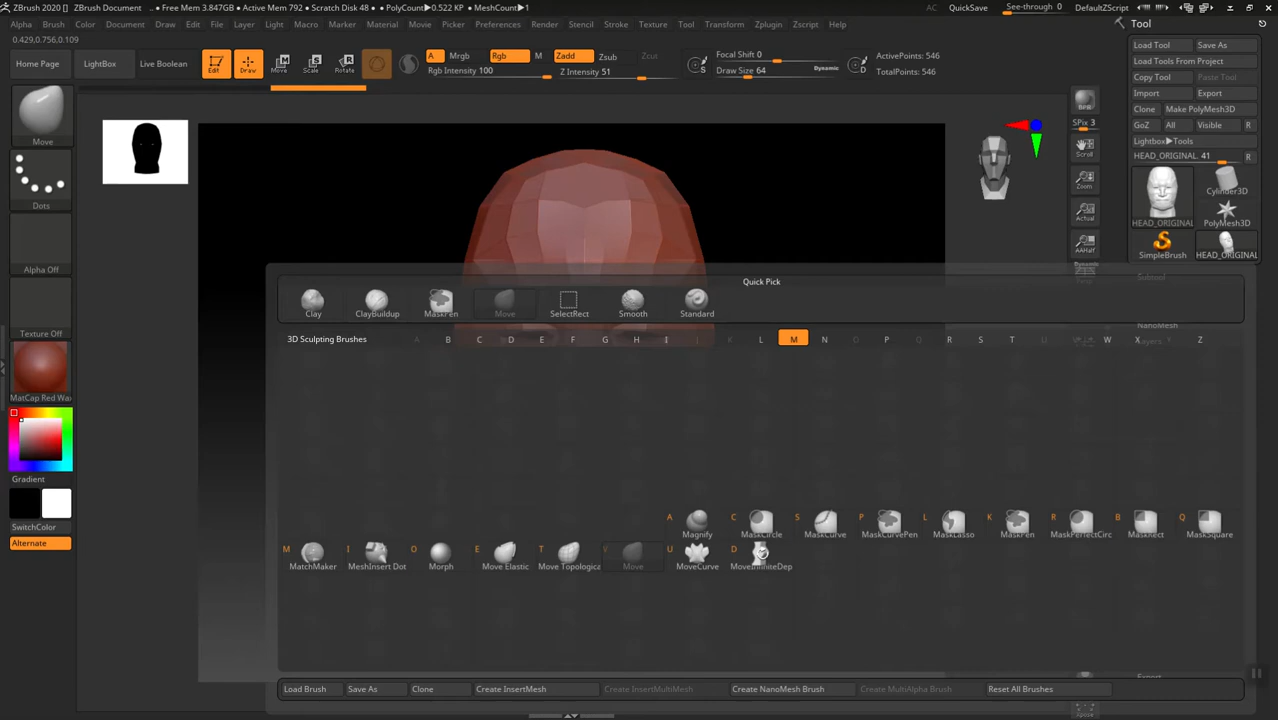 ZBrush 2020 [] ZBrush Document .. • Free Mem 3.847GB • Active Mem 792 • Scratch Disk 48 • PolyCount▶0.522 KP • MeshCount▶1
AC QuickSave See-through 0 DefaultZScript
Alpha Brush Color Document Draw Edit File Layer Light Macro Marker Material Movie Picker Preferences Render Stencil Stroke Texture Tool Transform Zplugin Zscript Help
0.429,0.756,0.109
Home Page LightBox Live Boolean
Edit Draw Move Scale Rotate
A Mrgb Rgb M Zadd Zsub Zcut
Rgb Intensity 100 Z Intensity 51
Focal Shift 0
Draw Size 64 Dynamic
ActivePoints: 546
TotalPoints: 546
Tool
Load Tool Save As
Load Tools From Project
Copy Tool Paste Tool
Import Export
Clone Make PolyMesh3D
GoZ All Visible R
Lightbox▶Tools
HEAD_ORIGINAL. 41 R
HEAD_ORIGINAL Cylinder3D
PolyMesh3D
SimpleBrush HEAD_ORIGINAL
Subtool
NanoMesh
Layers
Export
BPR
SPix 3
Scroll
Zoom
Actual
AAHalf
Dynamic
Xpose
Move
Dots
Alpha Off
Texture Off
MatCap Red Wax
Gradient
SwitchColor
Alternate
Quick Pick
Clay ClayBuildup MaskPen Move SelectRect Smooth Standard
3D Sculpting Brushes A B C D E F G H I J K L M N O P Q R S T U V W X Y Z
A Magnify
C MaskCircle
S MaskCurve
P MaskCurvePen
L MaskLasso
K MaskPen
R MaskPerfectCirc
B MaskRect
Q MaskSquare
M MatchMaker
I MeshInsert Dot
O Morph
E Move Elastic
T Move Topologica
V Move
U MoveCurve
D MoveInfiniteDep
Load Brush Save As Clone Create InsertMesh Create InsertMultiMesh Create NanoMesh Brush Create MultiAlpha Brush Reset All Brushes